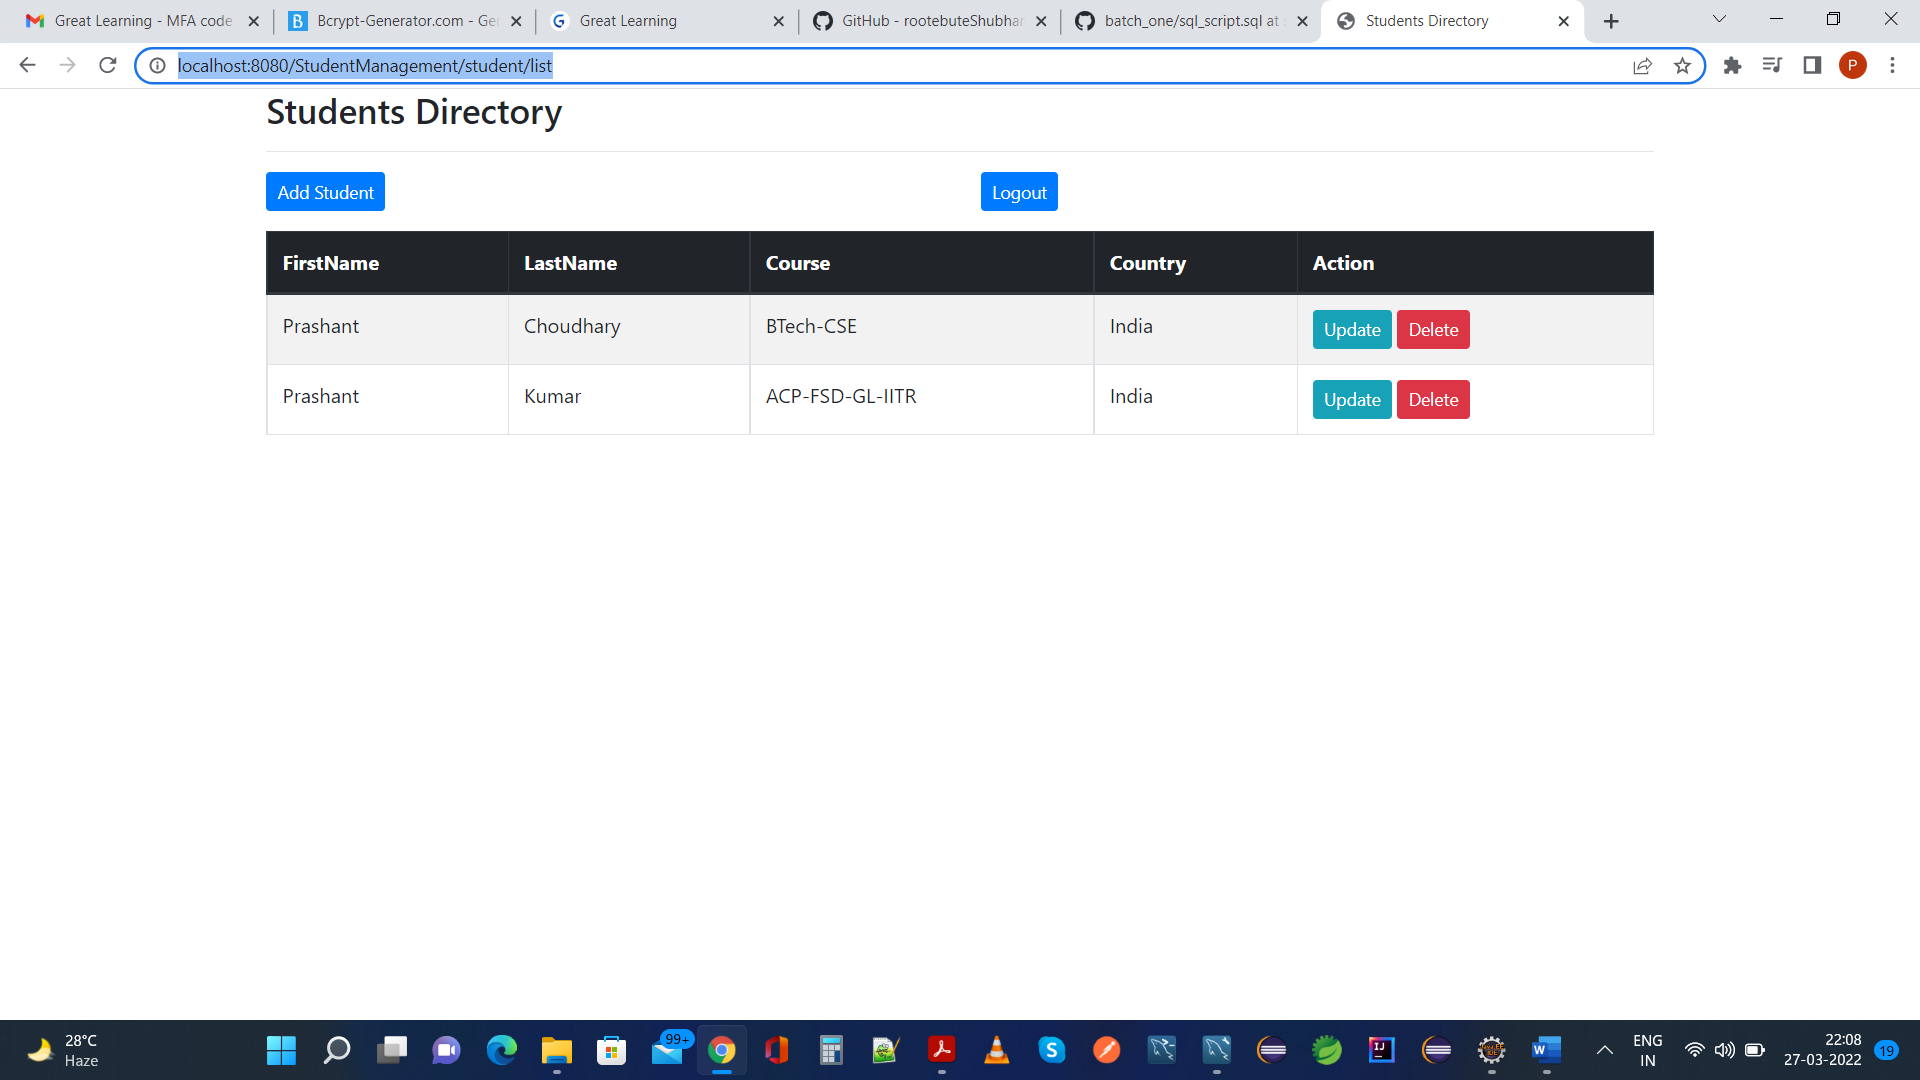 Great Learning - MFA code
Bcrypt-Generator.com - Ge
Great Learning
GitHub - rootebuteShubha
batch_one/sql_script.sql at
Students Directory
localhost:8080/StudentManagement/student/list
P
Students Directory
Add Student Logout
FirstName LastName Course Country Action
Prashant Choudhary BTech-CSE India Update Delete
Prashant Kumar ACP-FSD-GL-IITR India Update Delete
28°C
Haze
99+
ENG
IN
22:08
27-03-2022
19